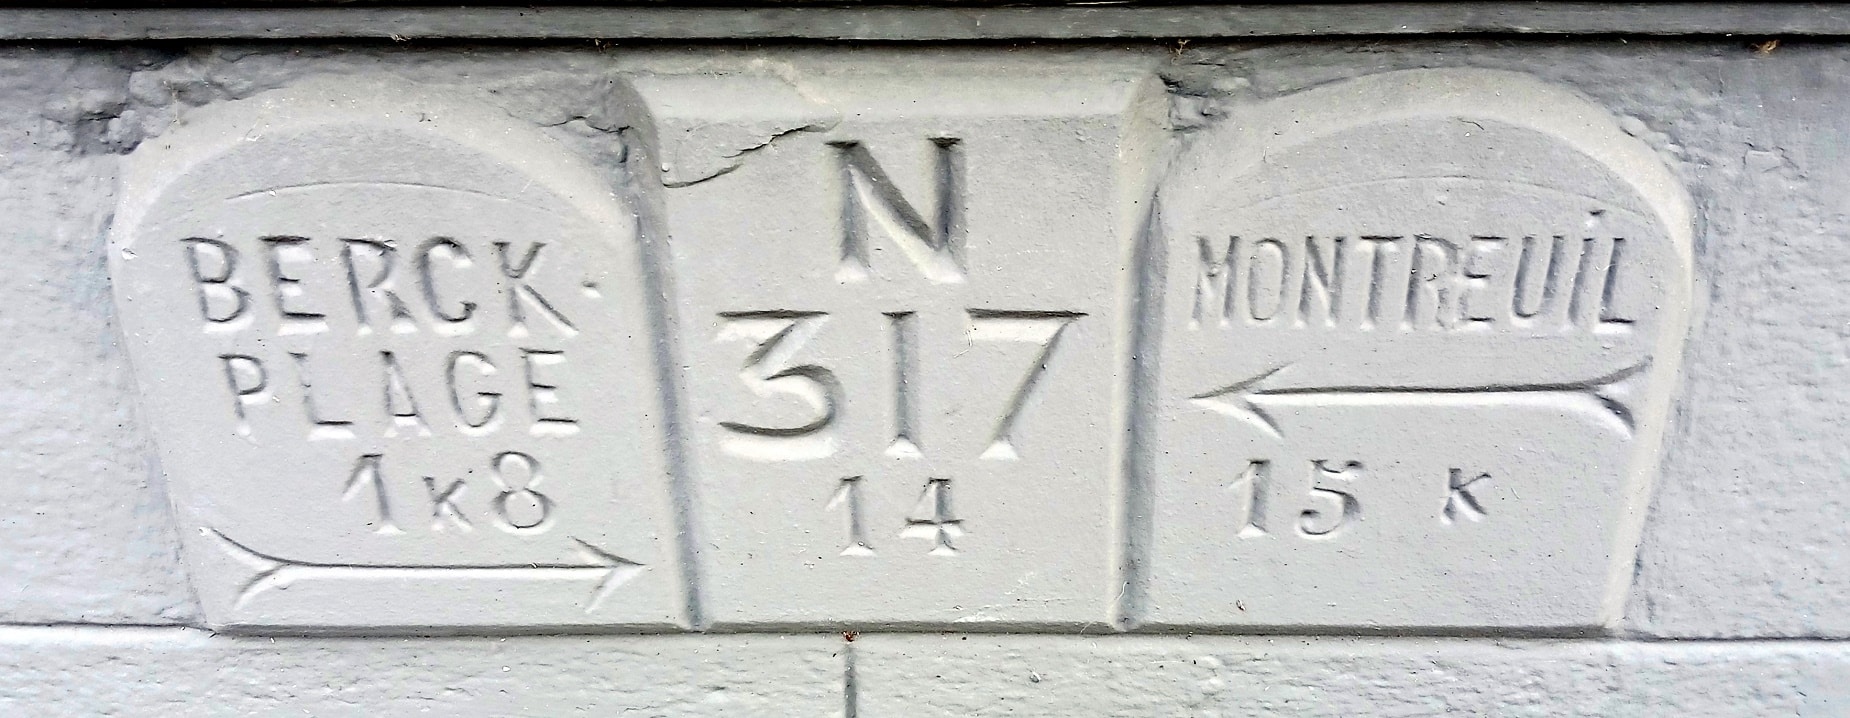 BERCK-
PLAGE
1K8
N
317
14
MONTREUIL
15 K